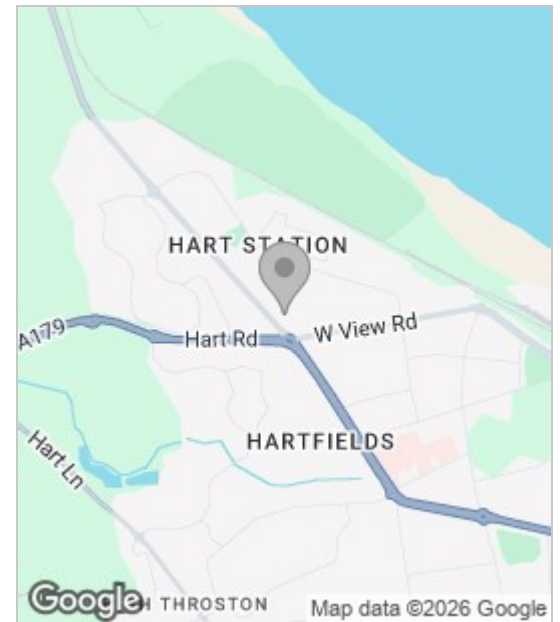 HART STATION
A179
Hart Rd
W View Rd
HARTFIELDS
Hart Ln
THROSTON
Google
Map data ©2026 Google